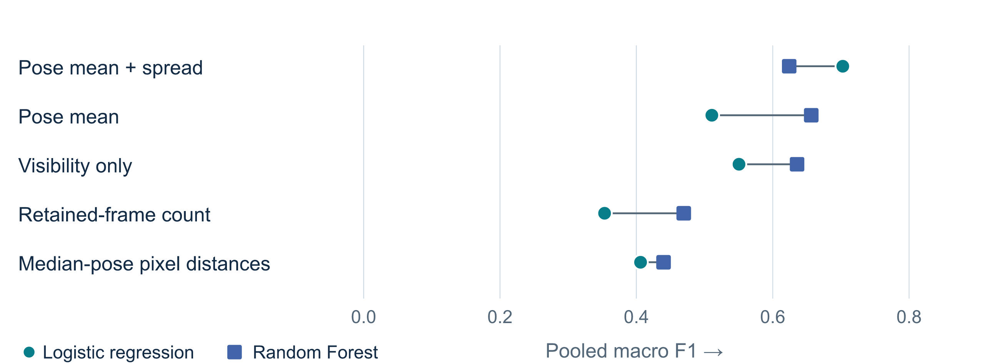 Pose mean + spread
Pose mean
Visibility only
Retained-frame count
Median-pose pixel distances
0.0 0.2 0.4 0.6 0.8
Logistic regression Random Forest Pooled macro F1 →